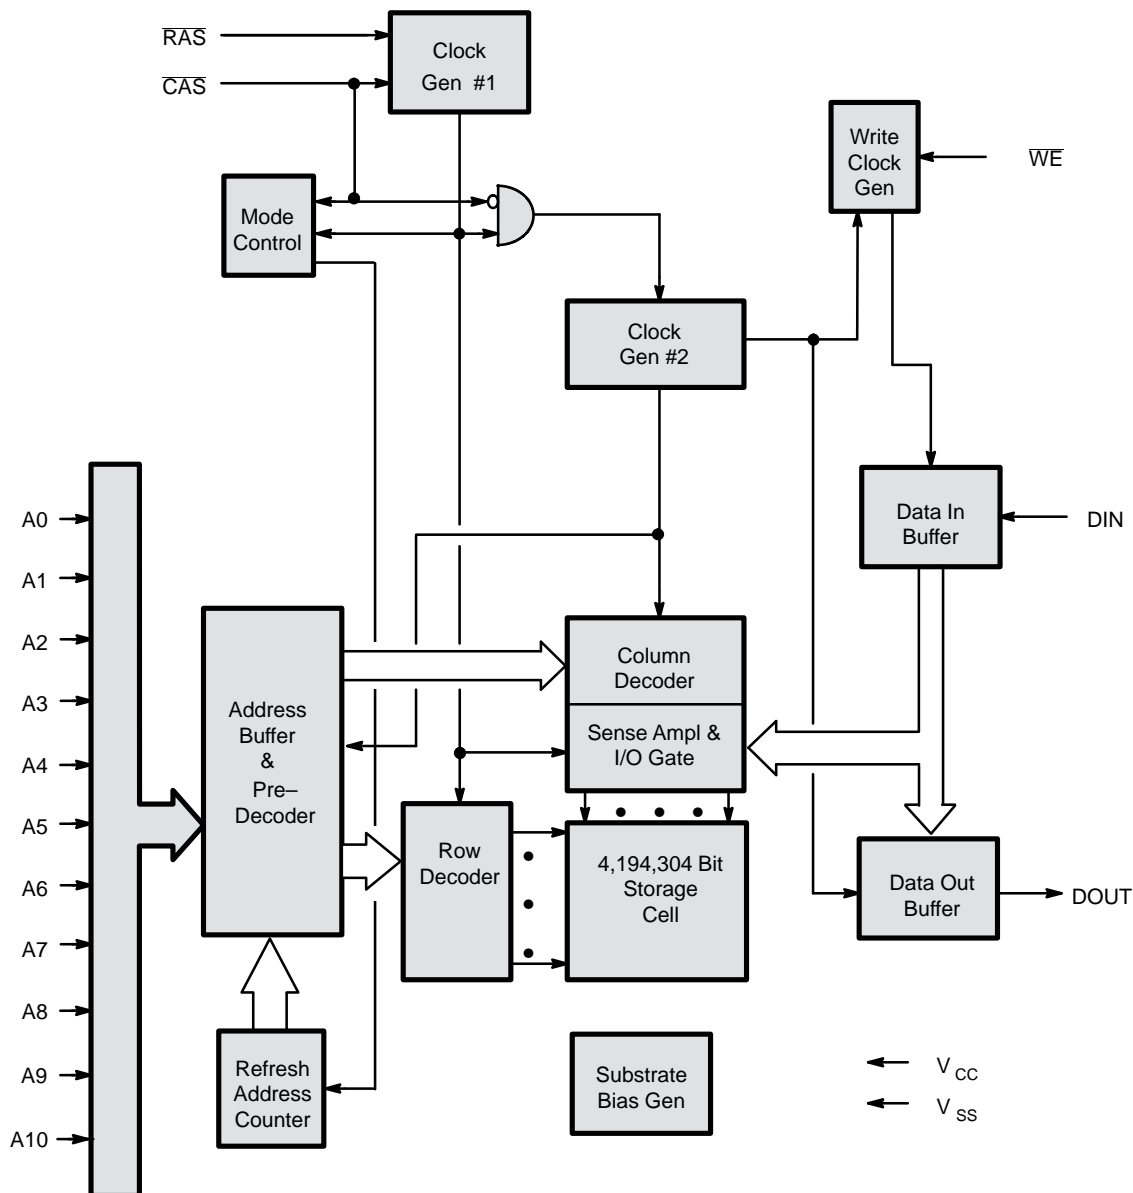 RAS
CAS
Clock
Gen #1
Write
Clock
Gen
WE
Mode
Control
Clock
Gen #2
A0
A1
A2
A3
A4
A5
A6
A7
A8
A9
A10
Address
Buffer
&
Pre–
Decoder
Column
Decoder
Sense Ampl &
I/O Gate
Data In
Buffer
DIN
Row
Decoder
4,194,304 Bit
Storage
Cell
Data Out
Buffer
DOUT
Refresh
Address
Counter
Substrate
Bias Gen
VCC
VSS